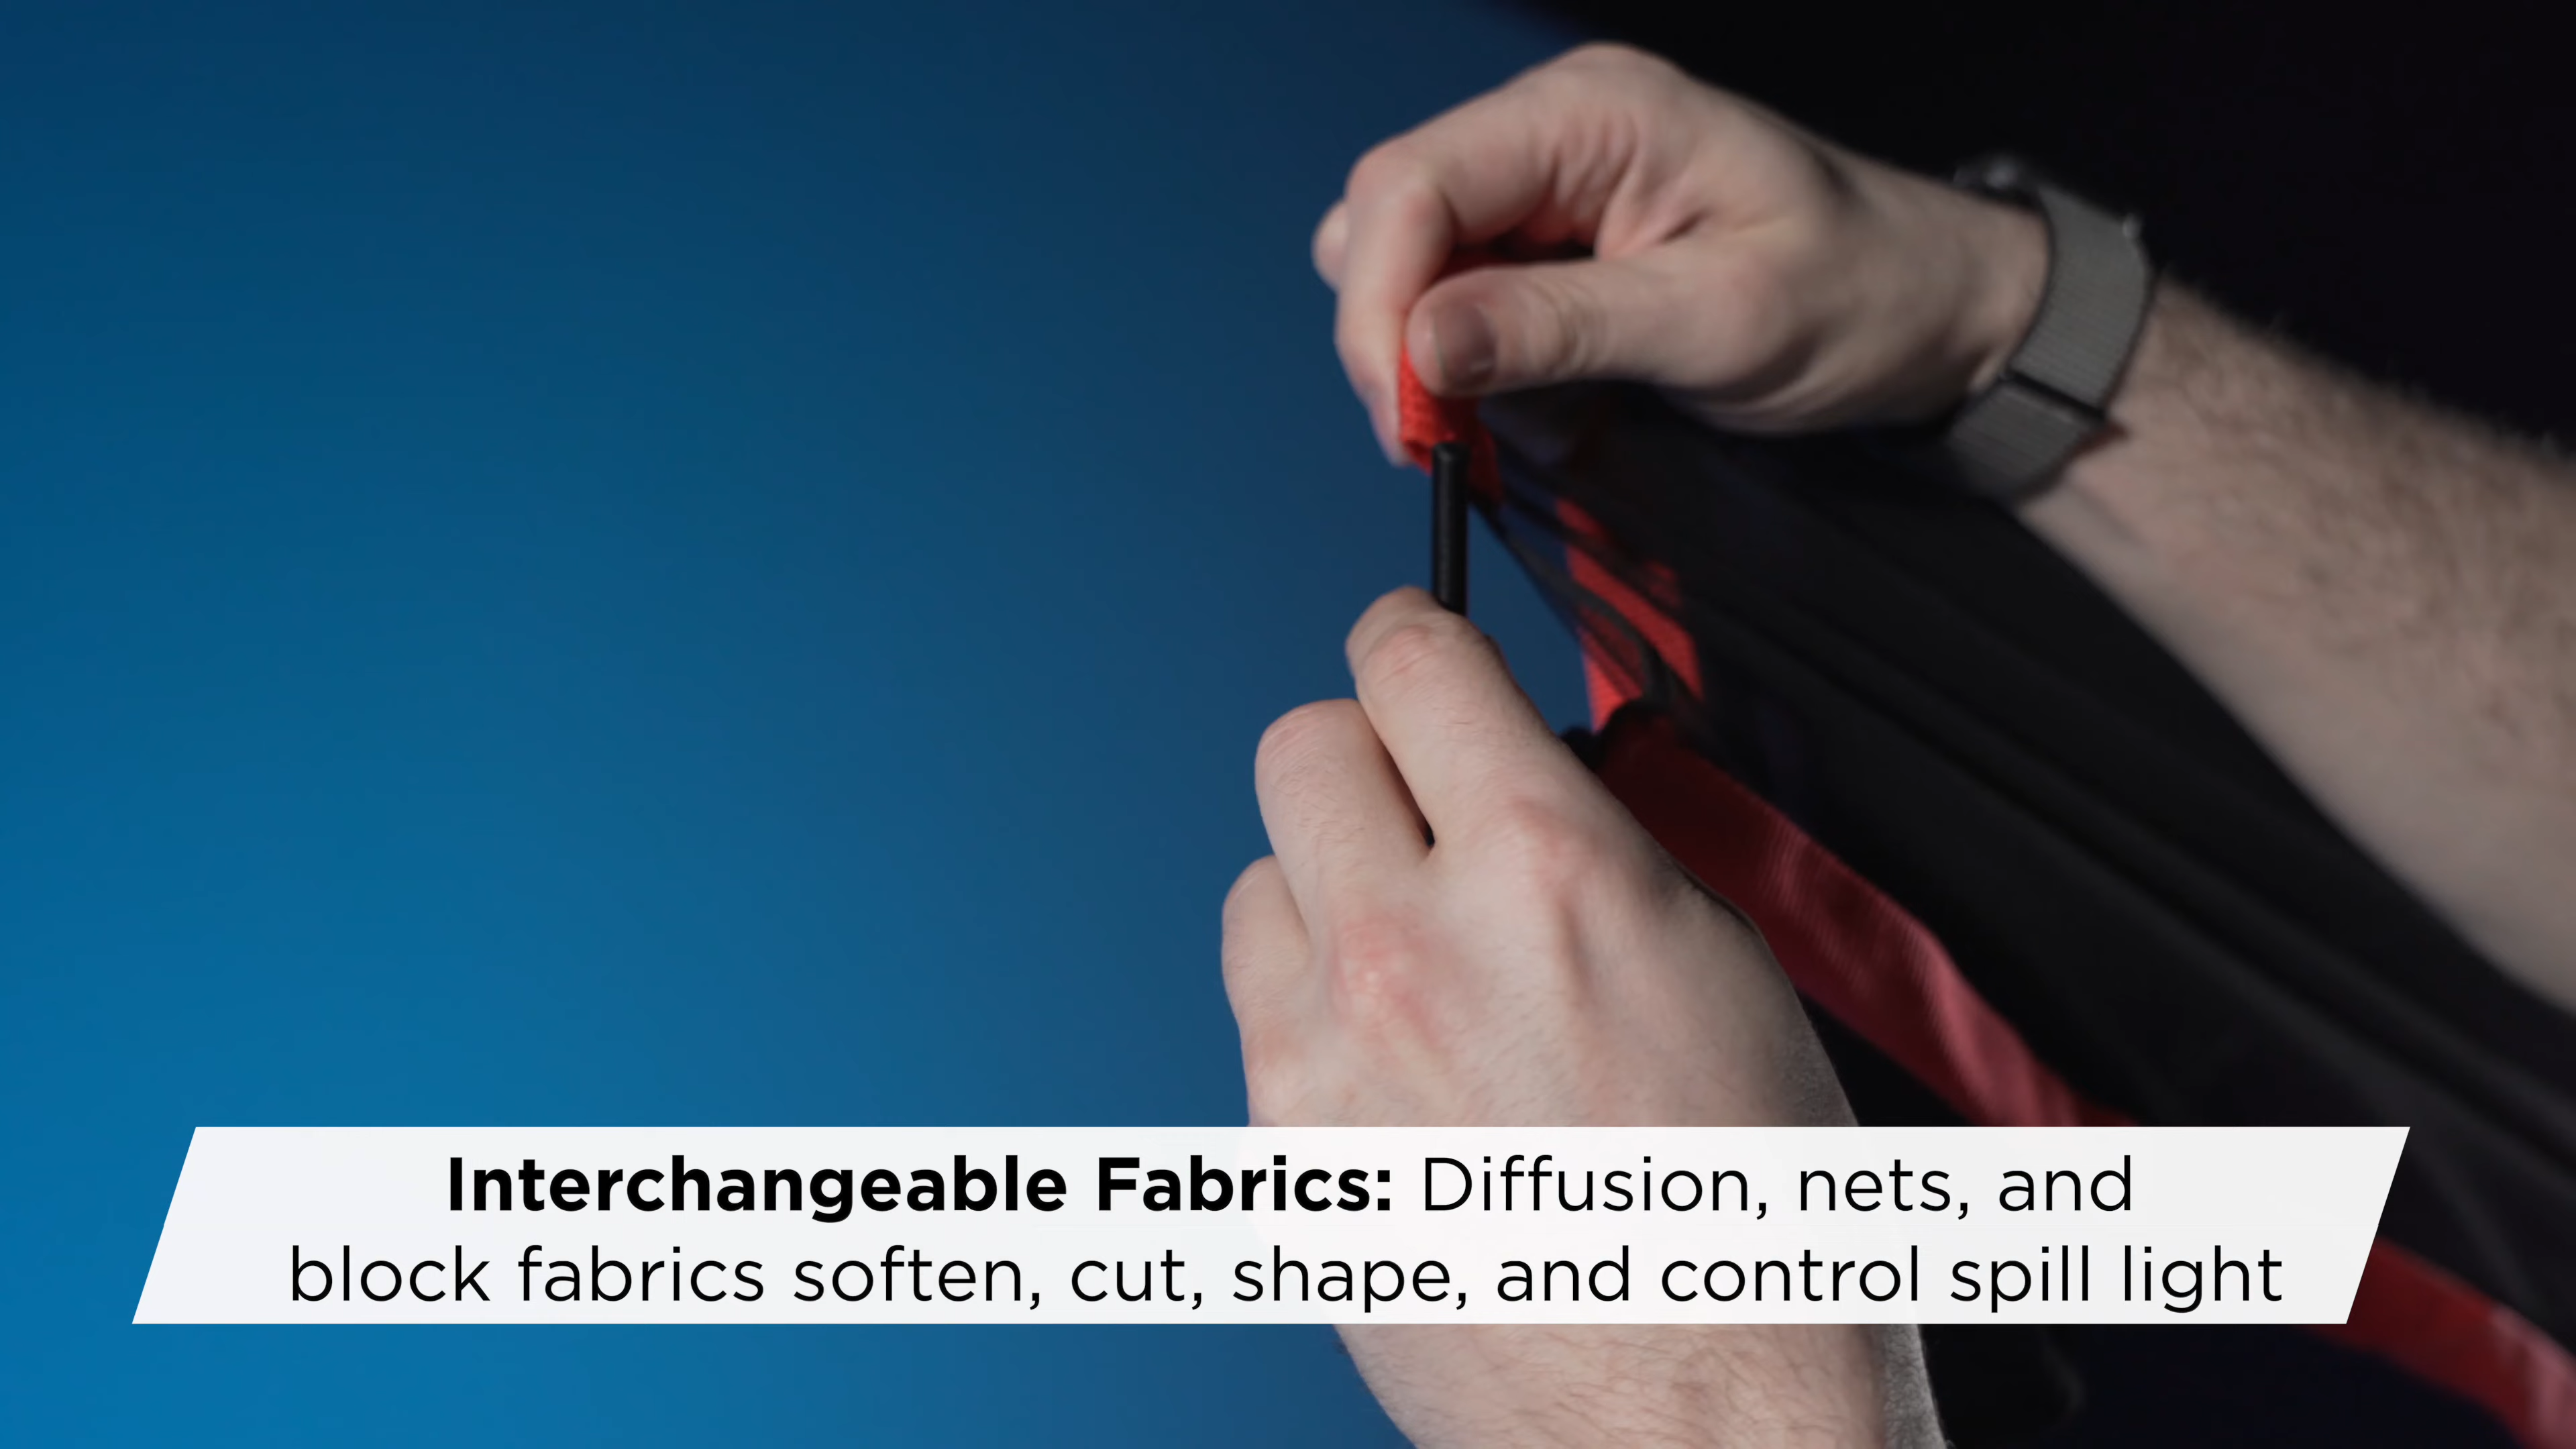 Interchangeable Fabrics: Diffusion, nets, and
block fabrics soften, cut, shape, and control spill light